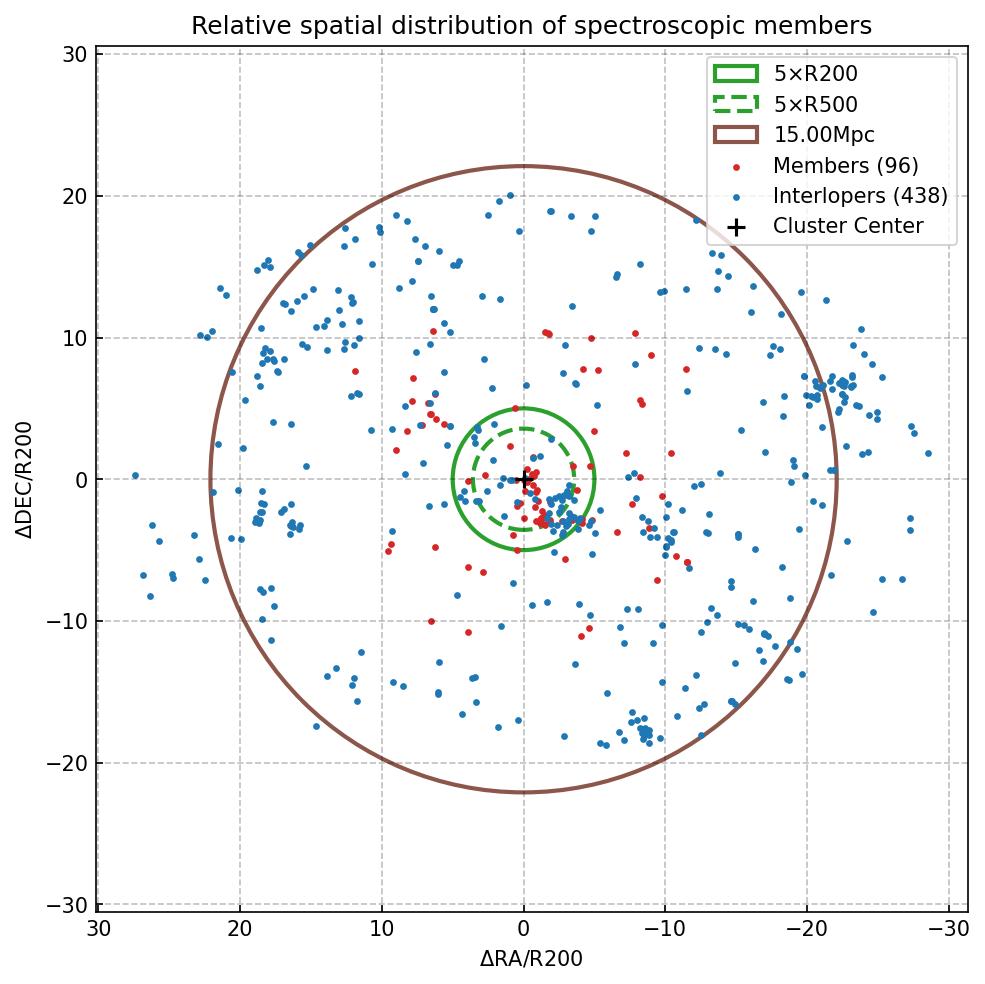 Relative spatial distribution of spectroscopic members
30
20
10
0
−10
−20
−30
ΔDEC/R200
5×R200
5×R500
15.00Mpc
Members (96)
Interlopers (438)
Cluster Center
30
20
10
0
−10
−20
−30
ΔRA/R200